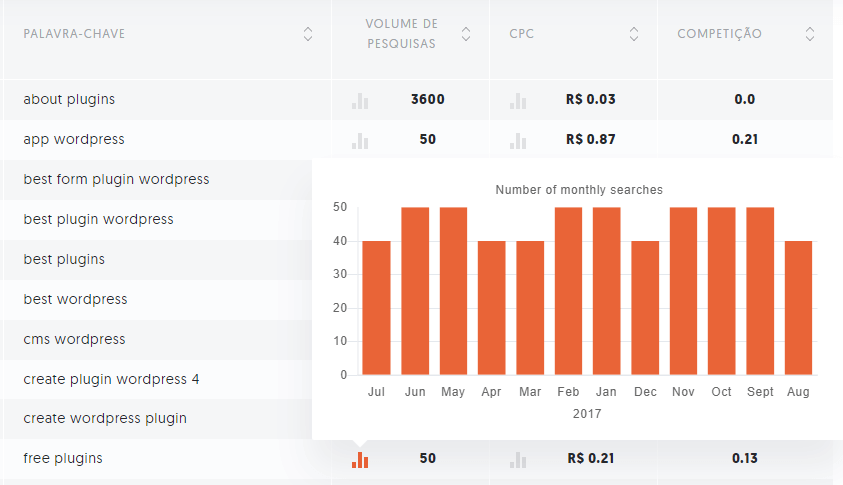 PALAVRA-CHAVE
VOLUME DE
PESQUISAS
CPC
COMPETIÇÃO
about plugins 3600 R$ 0.03 0.0
app wordpress 50 R$ 0.87 0.21
best form plugin wordpress
best plugin wordpress
best plugins
best wordpress
cms wordpress
create plugin wordpress 4
create wordpress plugin
Number of monthly searches
50
40
30
20
10
0
Jul Jun May Apr Mar Feb Jan Dec Nov Oct Sept Aug
2017
free plugins 50 R$ 0.21 0.13